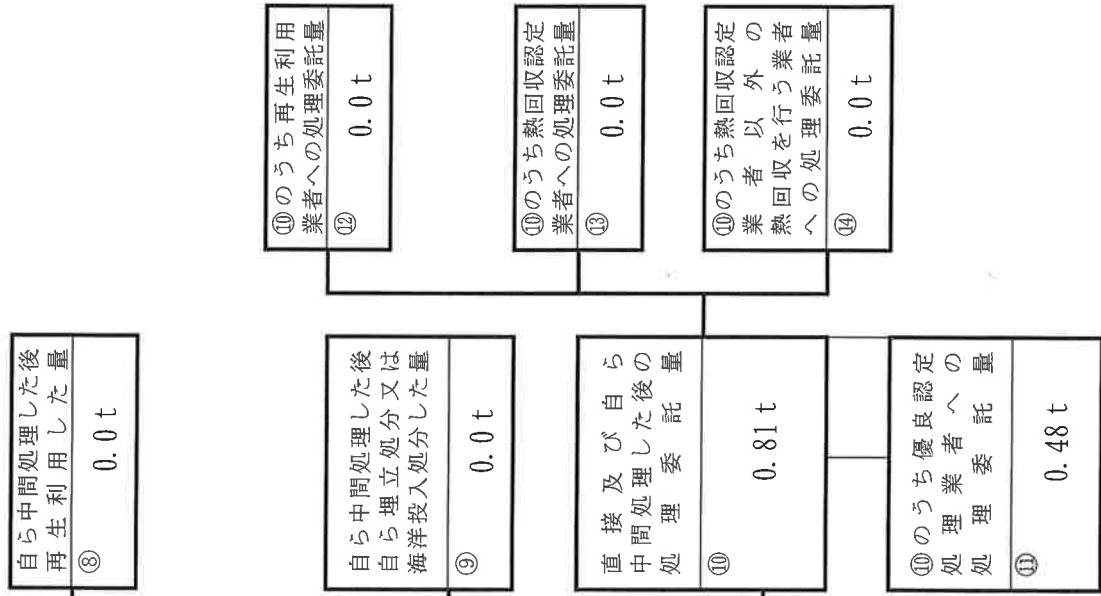 自ら中間処理した後
再生利用した量
⑧
0.0 t
自ら中間処理した後
自ら埋立処分又は
海洋投入処分した量
⑨
0.0 t
直接及び自ら
中間処理した後の
処理委託量
⑩
0.81 t
⑩のうち優良認定
処理業者への
処理委託量
⑪
0.48 t
⑩のうち再生利用
業者への処理委託量
⑫
0.0 t
⑩のうち熱回収認定
業者への処理委託量
⑬
0.0 t
⑩のうち熱回収認定
業者以外の
熱回収を行う業者
への処理委託量
⑭
0.0 t